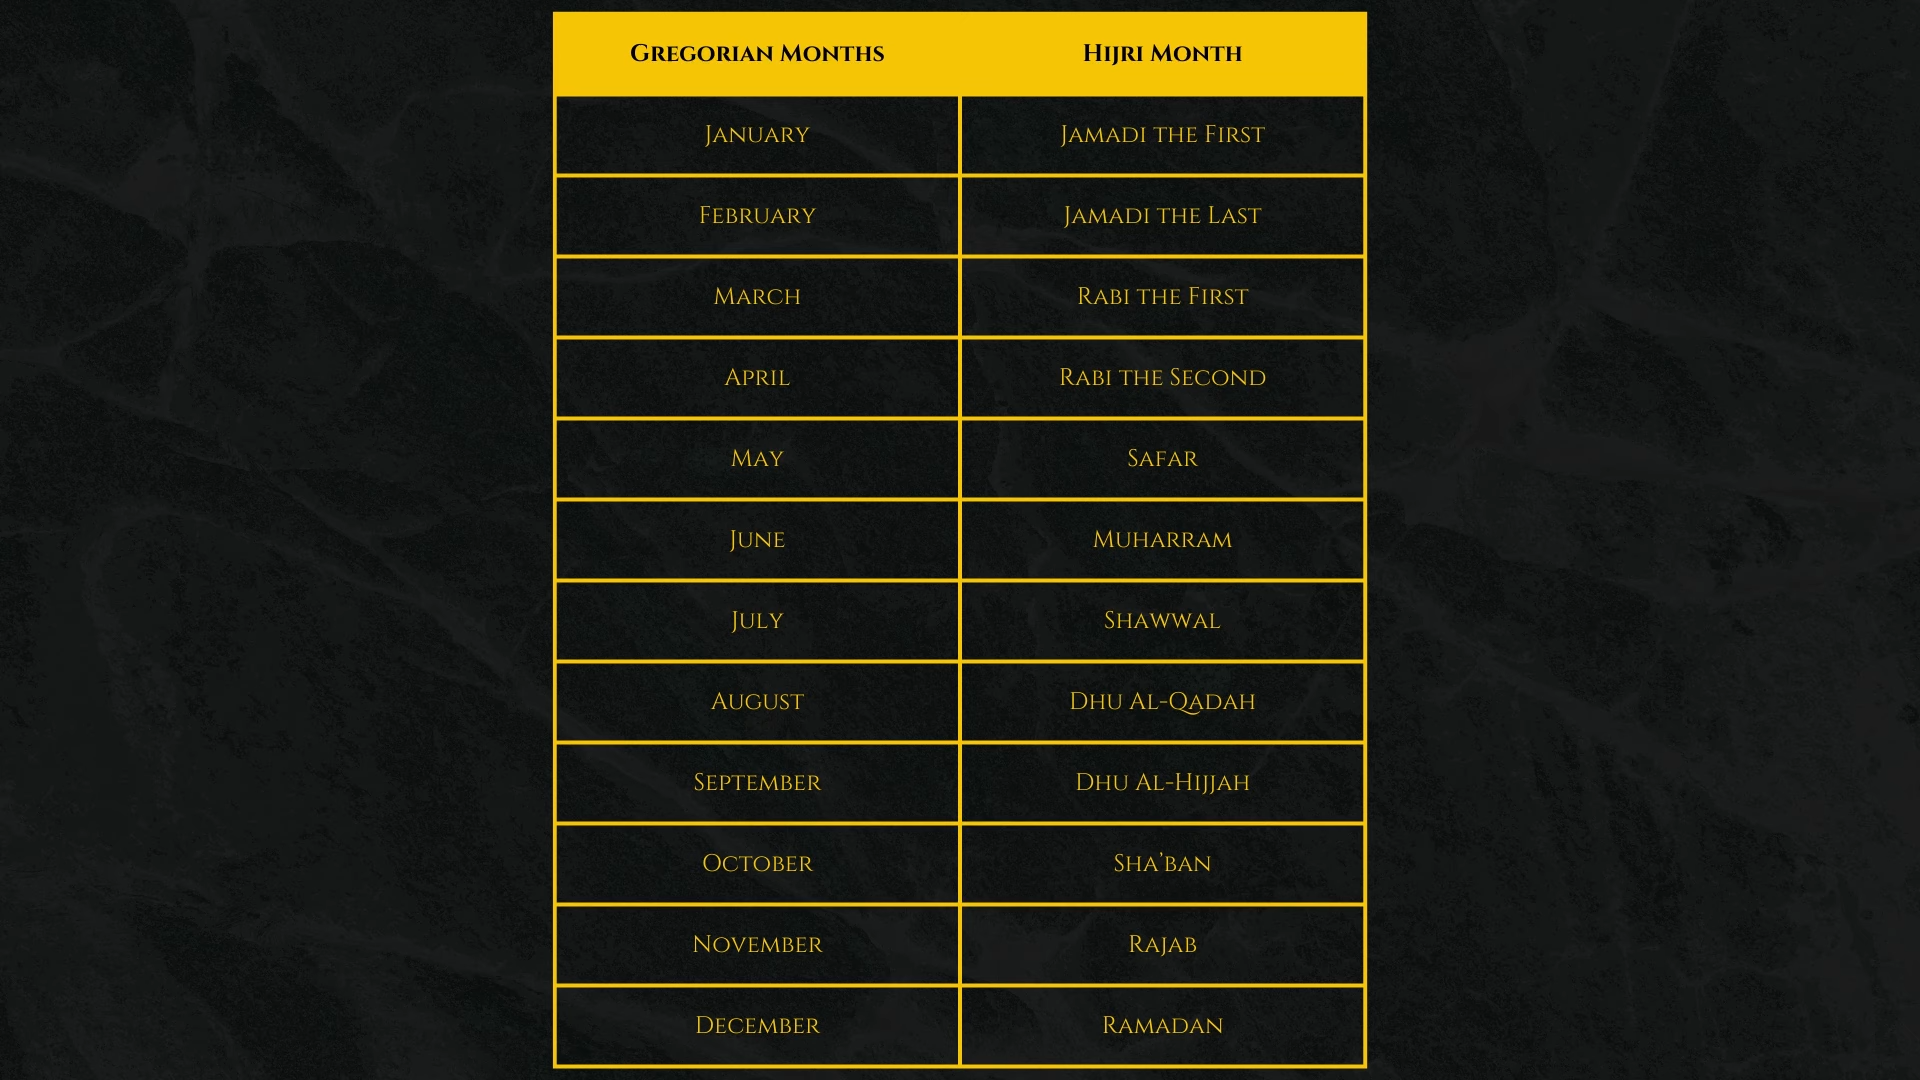 Gregorian Months Hijri Month
January Jamadi the First
February Jamadi the Last
March Rabi the First
April Rabi the Second
May Safar
June Muharram
July Shawwal
August Dhu Al-Qadah
September Dhu Al-Hijjah
October Sha’ban
November Rajab
December Ramadan